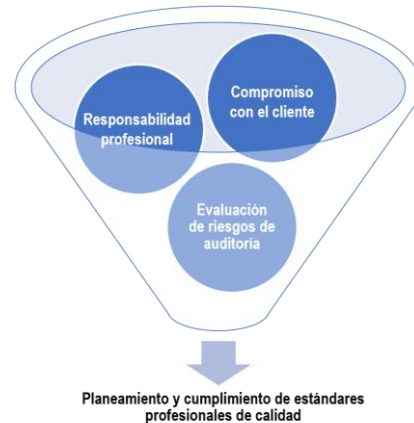 Responsabilidad
profesional
Compromiso
con el cliente
Evaluación
de riesgos de
auditoría
Planeamiento y cumplimiento de estándares
profesionales de calidad